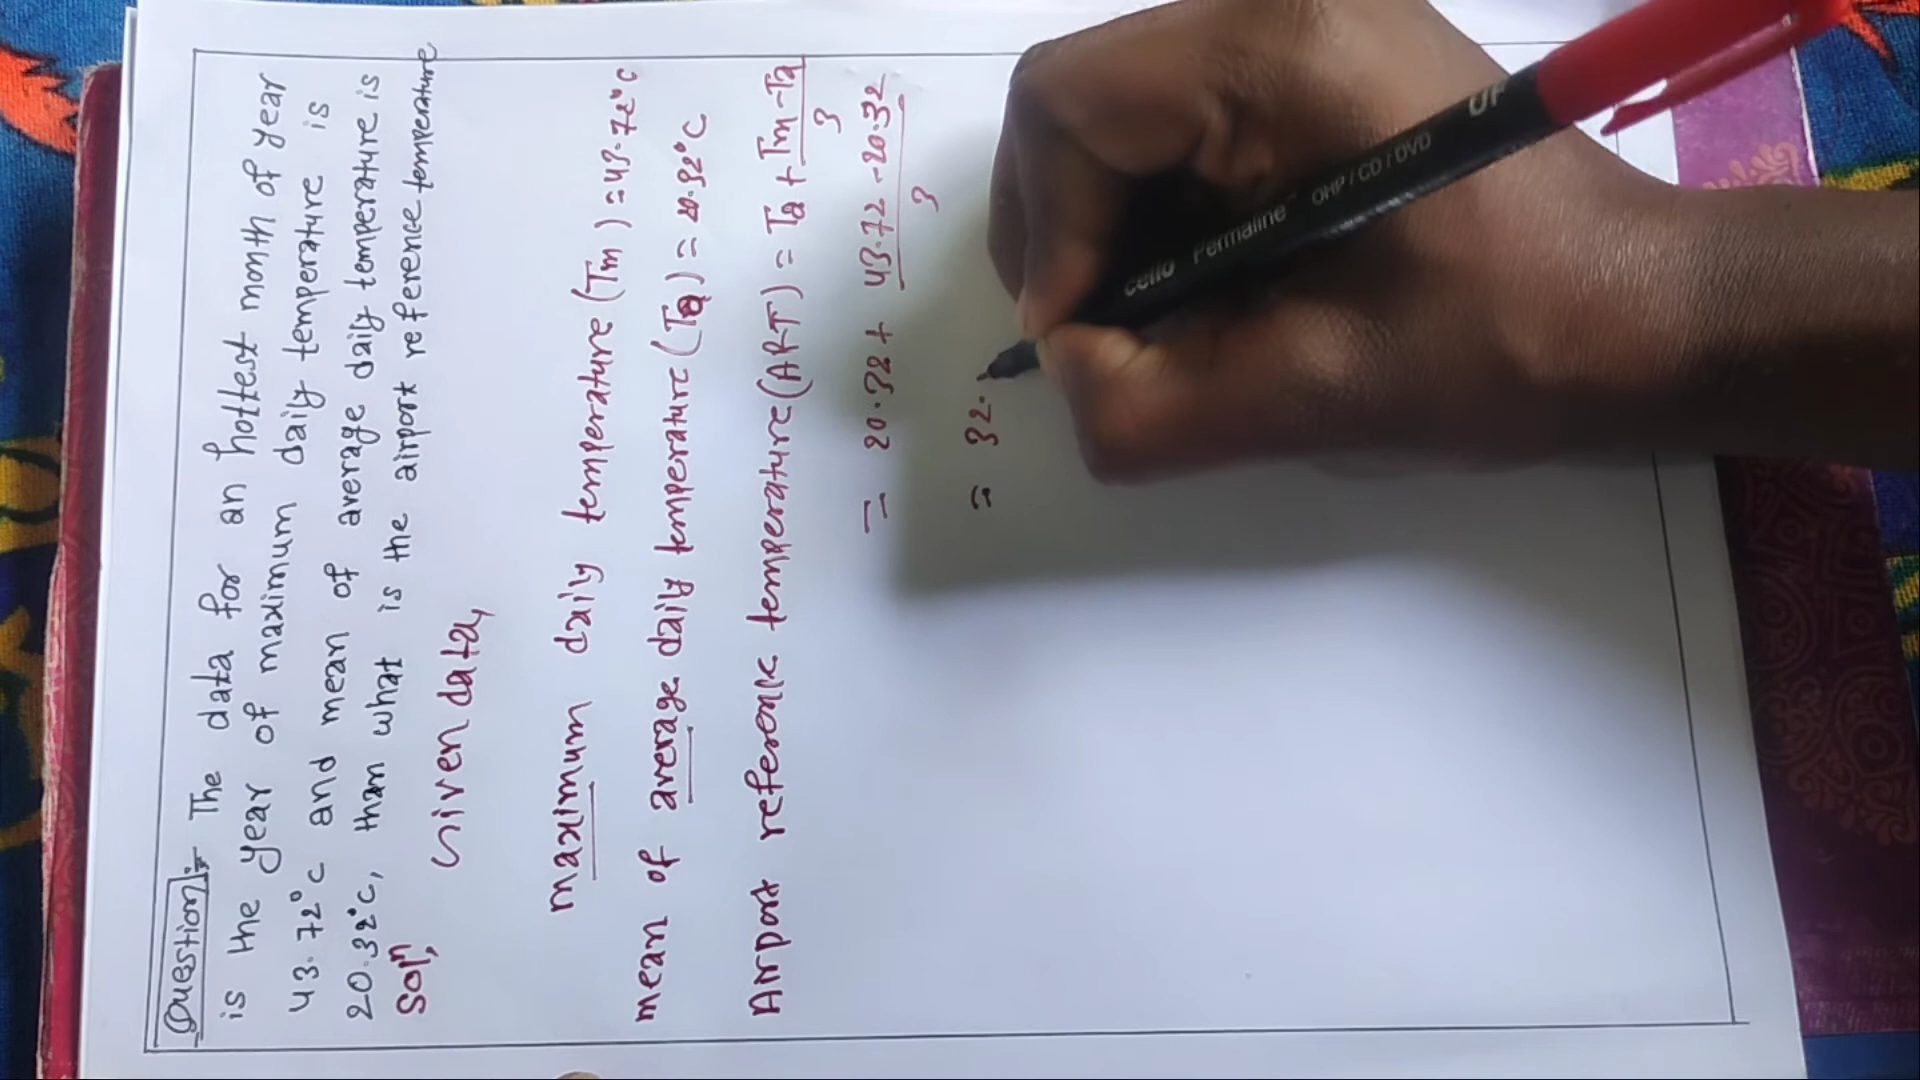 Question:- The data for an hottest month of year
is the year of maximum daily temperature is
43.72°c and mean of average daily temperature is
20.32°c, than what is the airport reference temperature
Solⁿ,
Given data,
maximum daily temperature (Tm) = 43.72°c
mean of average daily temperature (Ta) = 20.32°C
Airport reference temperature (ART) = Ta + Tm-Ta
3
= 20.32 + 43.72-20.32
3
= 32.
cello Permaline OHP/CD/DVD